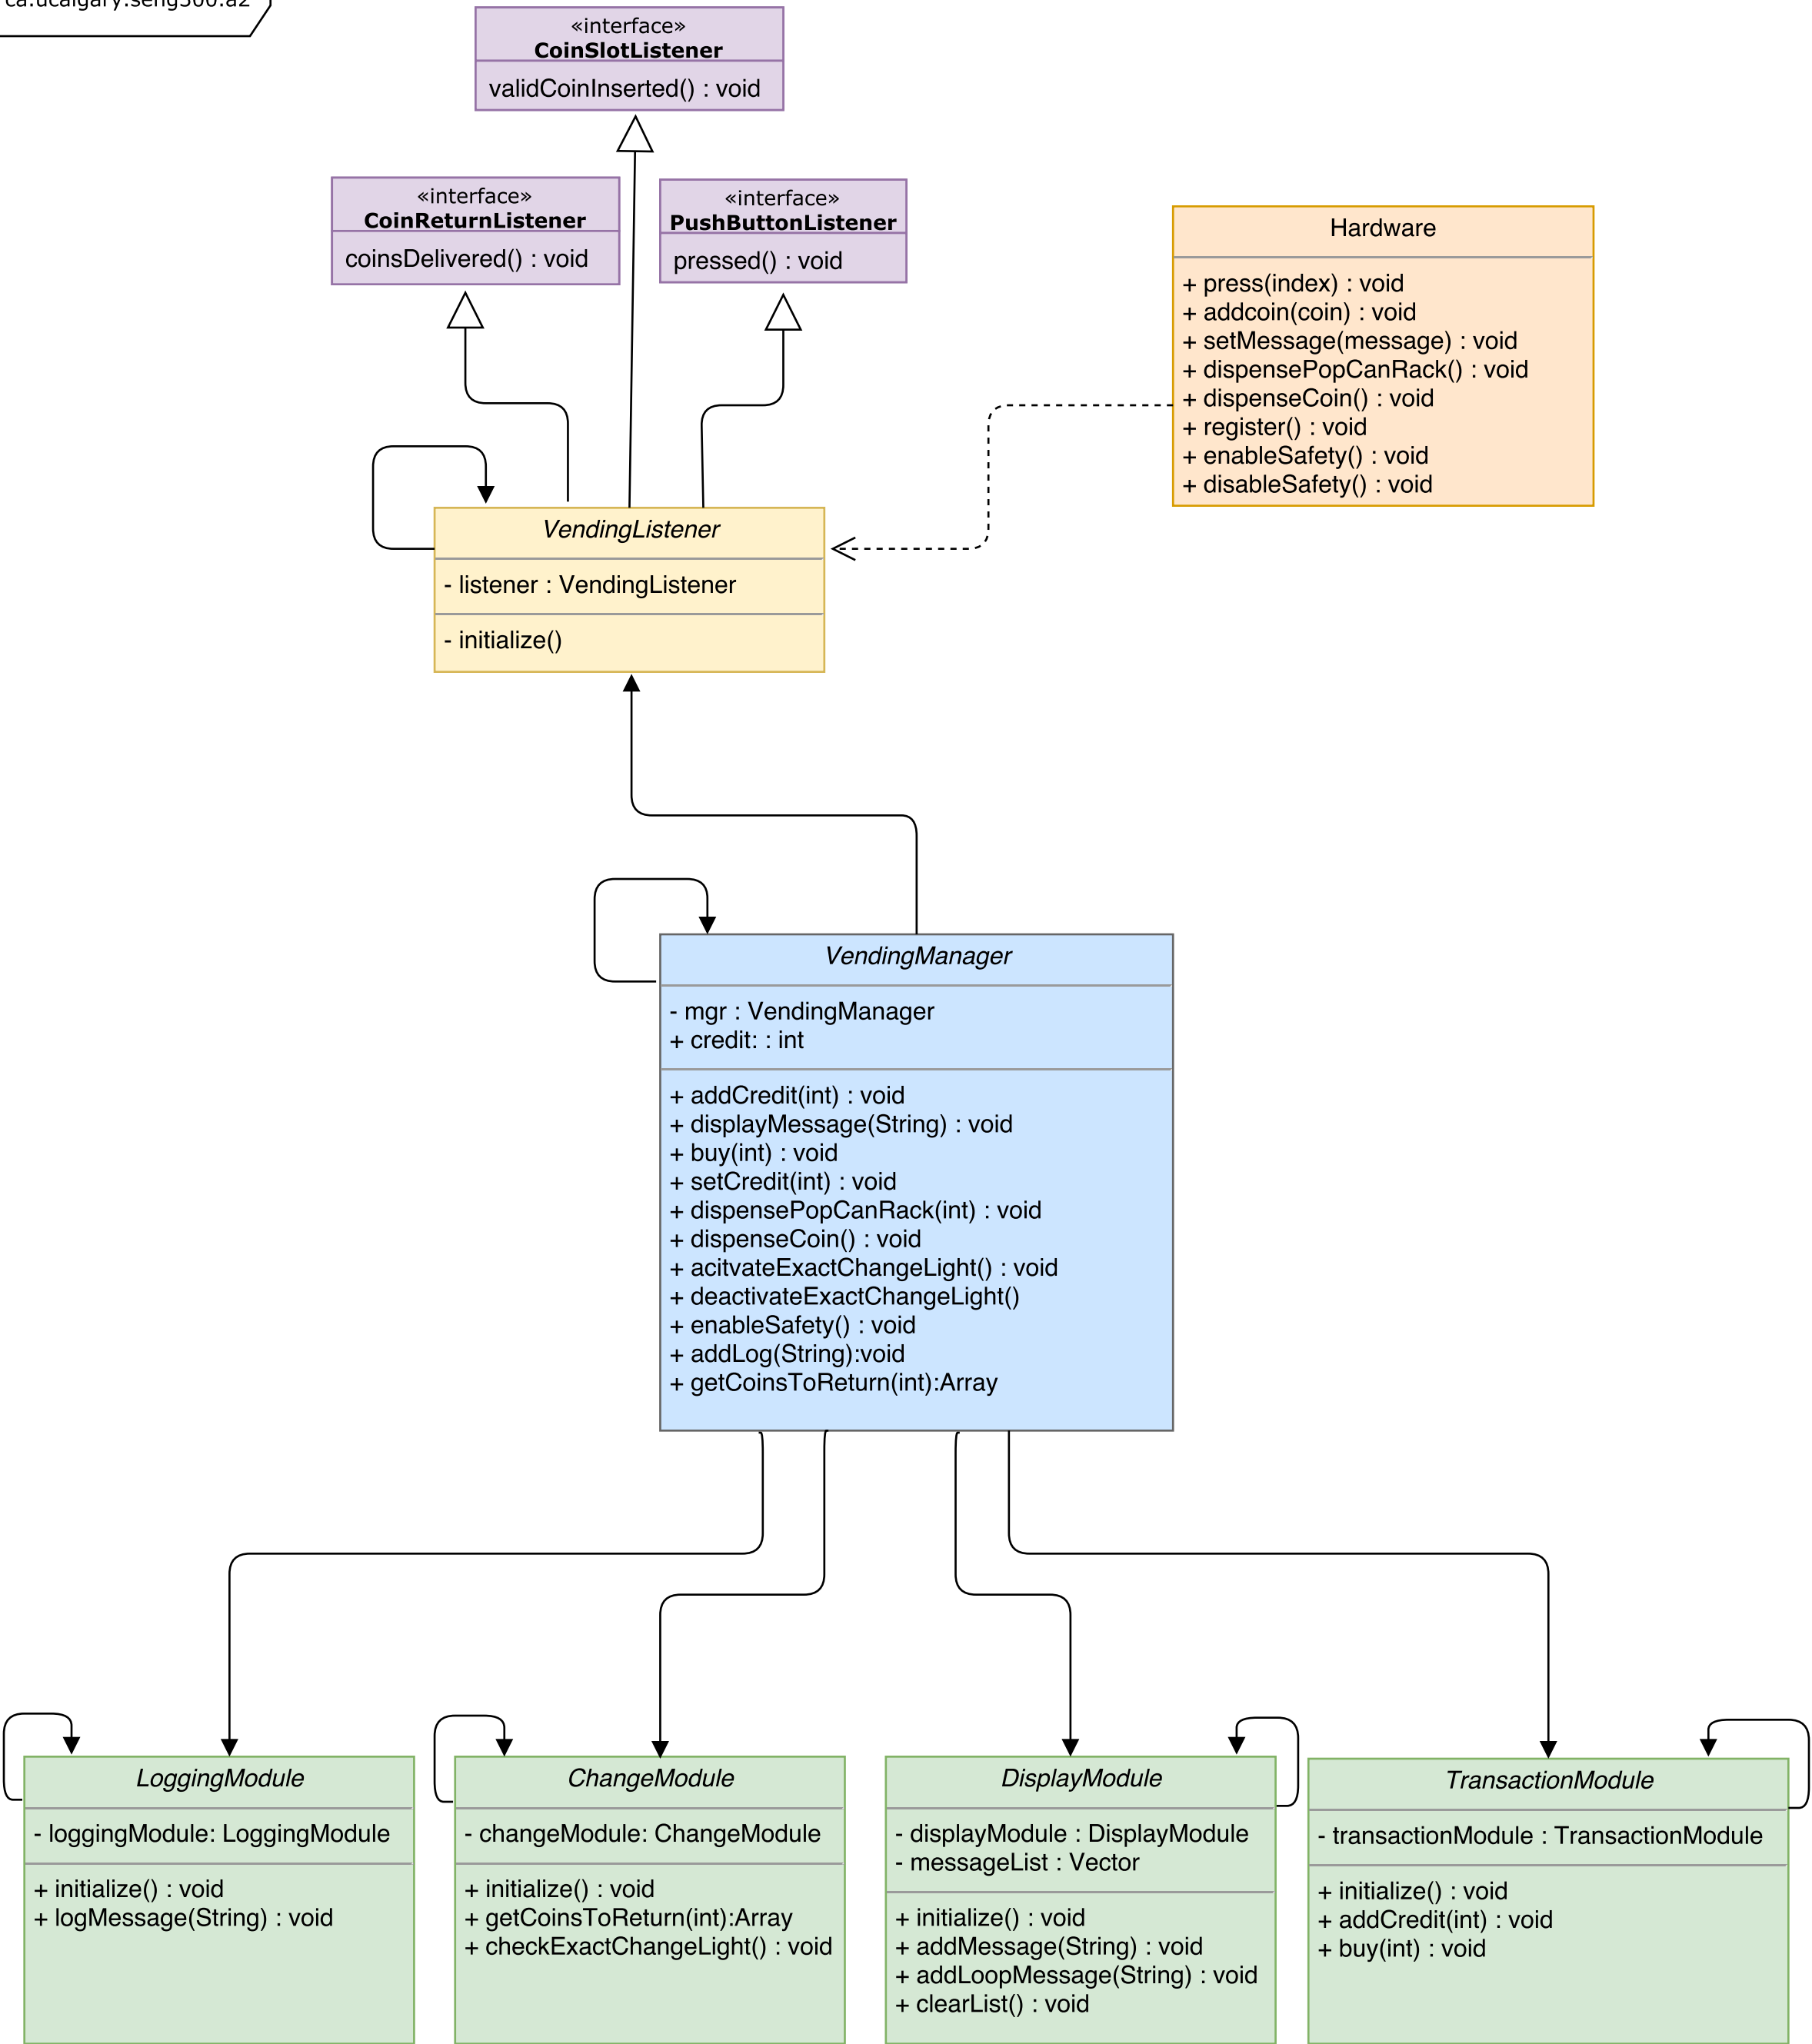 ca.ucalgary.seng300.a2
«interface»
CoinSlotListener
validCoinInserted() : void
«interface»
CoinReturnListener
coinsDelivered() : void
«interface»
PushButtonListener
pressed() : void
Hardware
+ press(index) : void
+ addcoin(coin) : void
+ setMessage(message) : void
+ dispensePopCanRack() : void
+ dispenseCoin() : void
+ register() : void
+ enableSafety() : void
+ disableSafety() : void
VendingListener
- listener : VendingListener
- initialize()
VendingManager
- mgr : VendingManager
+ credit: : int
+ addCredit(int) : void
+ displayMessage(String) : void
+ buy(int) : void
+ setCredit(int) : void
+ dispensePopCanRack(int) : void
+ dispenseCoin() : void
+ acitvateExactChangeLight() : void
+ deactivateExactChangeLight()
+ enableSafety() : void
+ addLog(String):void
+ getCoinsToReturn(int):Array
LoggingModule
- loggingModule: LoggingModule
+ initialize() : void
+ logMessage(String) : void
ChangeModule
- changeModule: ChangeModule
+ initialize() : void
+ getCoinsToReturn(int):Array
+ checkExactChangeLight() : void
DisplayModule
- displayModule : DisplayModule
- messageList : Vector
+ initialize() : void
+ addMessage(String) : void
+ addLoopMessage(String) : void
+ clearList() : void
TransactionModule
- transactionModule : TransactionModule
+ initialize() : void
+ addCredit(int) : void
+ buy(int) : void